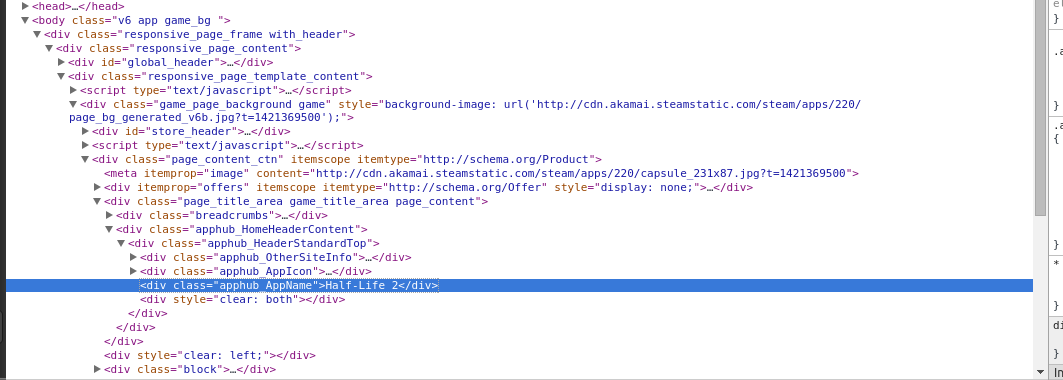 <head>…</head>
<body class="v6 app game_bg ">
<div class="responsive_page_frame with_header">
<div class="responsive_page_content">
<div id="global_header">…</div>
<div class="responsive_page_template_content">
<script type="text/javascript">…</script>
<div class="game_page_background game" style="background-image: url('http://cdn.akamai.steamstatic.com/steam/apps/220/
page_bg_generated_v6b.jpg?t=1421369500');">
<div id="store_header">…</div>
<script type="text/javascript">…</script>
<div class="page_content_ctn" itemscope itemtype="http://schema.org/Product">
<meta itemprop="image" content="http://cdn.akamai.steamstatic.com/steam/apps/220/capsule_231x87.jpg?t=1421369500">
<div itemprop="offers" itemscope itemtype="http://schema.org/Offer" style="display: none;">…</div>
<div class="page_title_area game_title_area page_content">
<div class="breadcrumbs">…</div>
<div class="apphub_HomeHeaderContent">
<div class="apphub_HeaderStandardTop">
<div class="apphub_OtherSiteInfo">…</div>
<div class="apphub_AppIcon">…</div>
<div class="apphub_AppName">Half-Life 2</div>
<div style="clear: both"></div>
</div>
</div>
</div>
<div style="clear: left;"></div>
<div class="block">…</div>
}
}
{
}
*
}
}